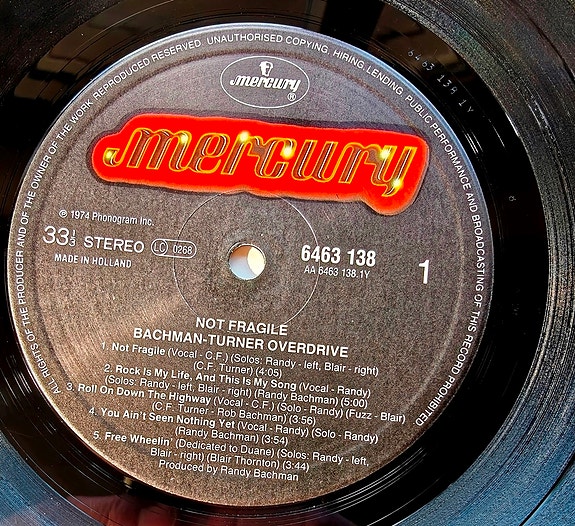 ALL RIGHTS OF THE PRODUCER AND OF THE OWNER OF THE WORK REPRODUCED RESERVED. UNAUTHORISED COPYING, HIRING, LENDING, PUBLIC PERFORMANCE AND BROADCASTING OF THIS RECORD PROHIBITED
mercury ®
mercury
6463 138 1Y
℗ 1974 Phonogram Inc.
33 1/3 STEREO LC 0268
MADE IN HOLLAND
6463 138
AA 6463 138.1Y
1
NOT FRAGILE
BACHMAN-TURNER OVERDRIVE
1. Not Fragile (Vocal - C.F.) (Solos: Randy - left, Blair - right)
(C.F. Turner) (4:05)
2. Rock Is My Life, And This Is My Song (Vocal - Randy)
(Solos: Randy - left, Blair - right) (Randy Bachman) (5:00)
3. Roll On Down the Highway (Vocal - C.F.) (Solo - Randy) (Fuzz - Blair)
(C.F. Turner - Rob Bachman) (3:56)
4. You Ain't Seen Nothing Yet (Vocal - Randy) (Solo - Randy)
(Randy Bachman) (3:54)
5. Free Wheelin' (Dedicated to Duane) (Solos: Randy - left,
Blair - right) (Blair Thornton) (3:44)
Produced by Randy Bachman